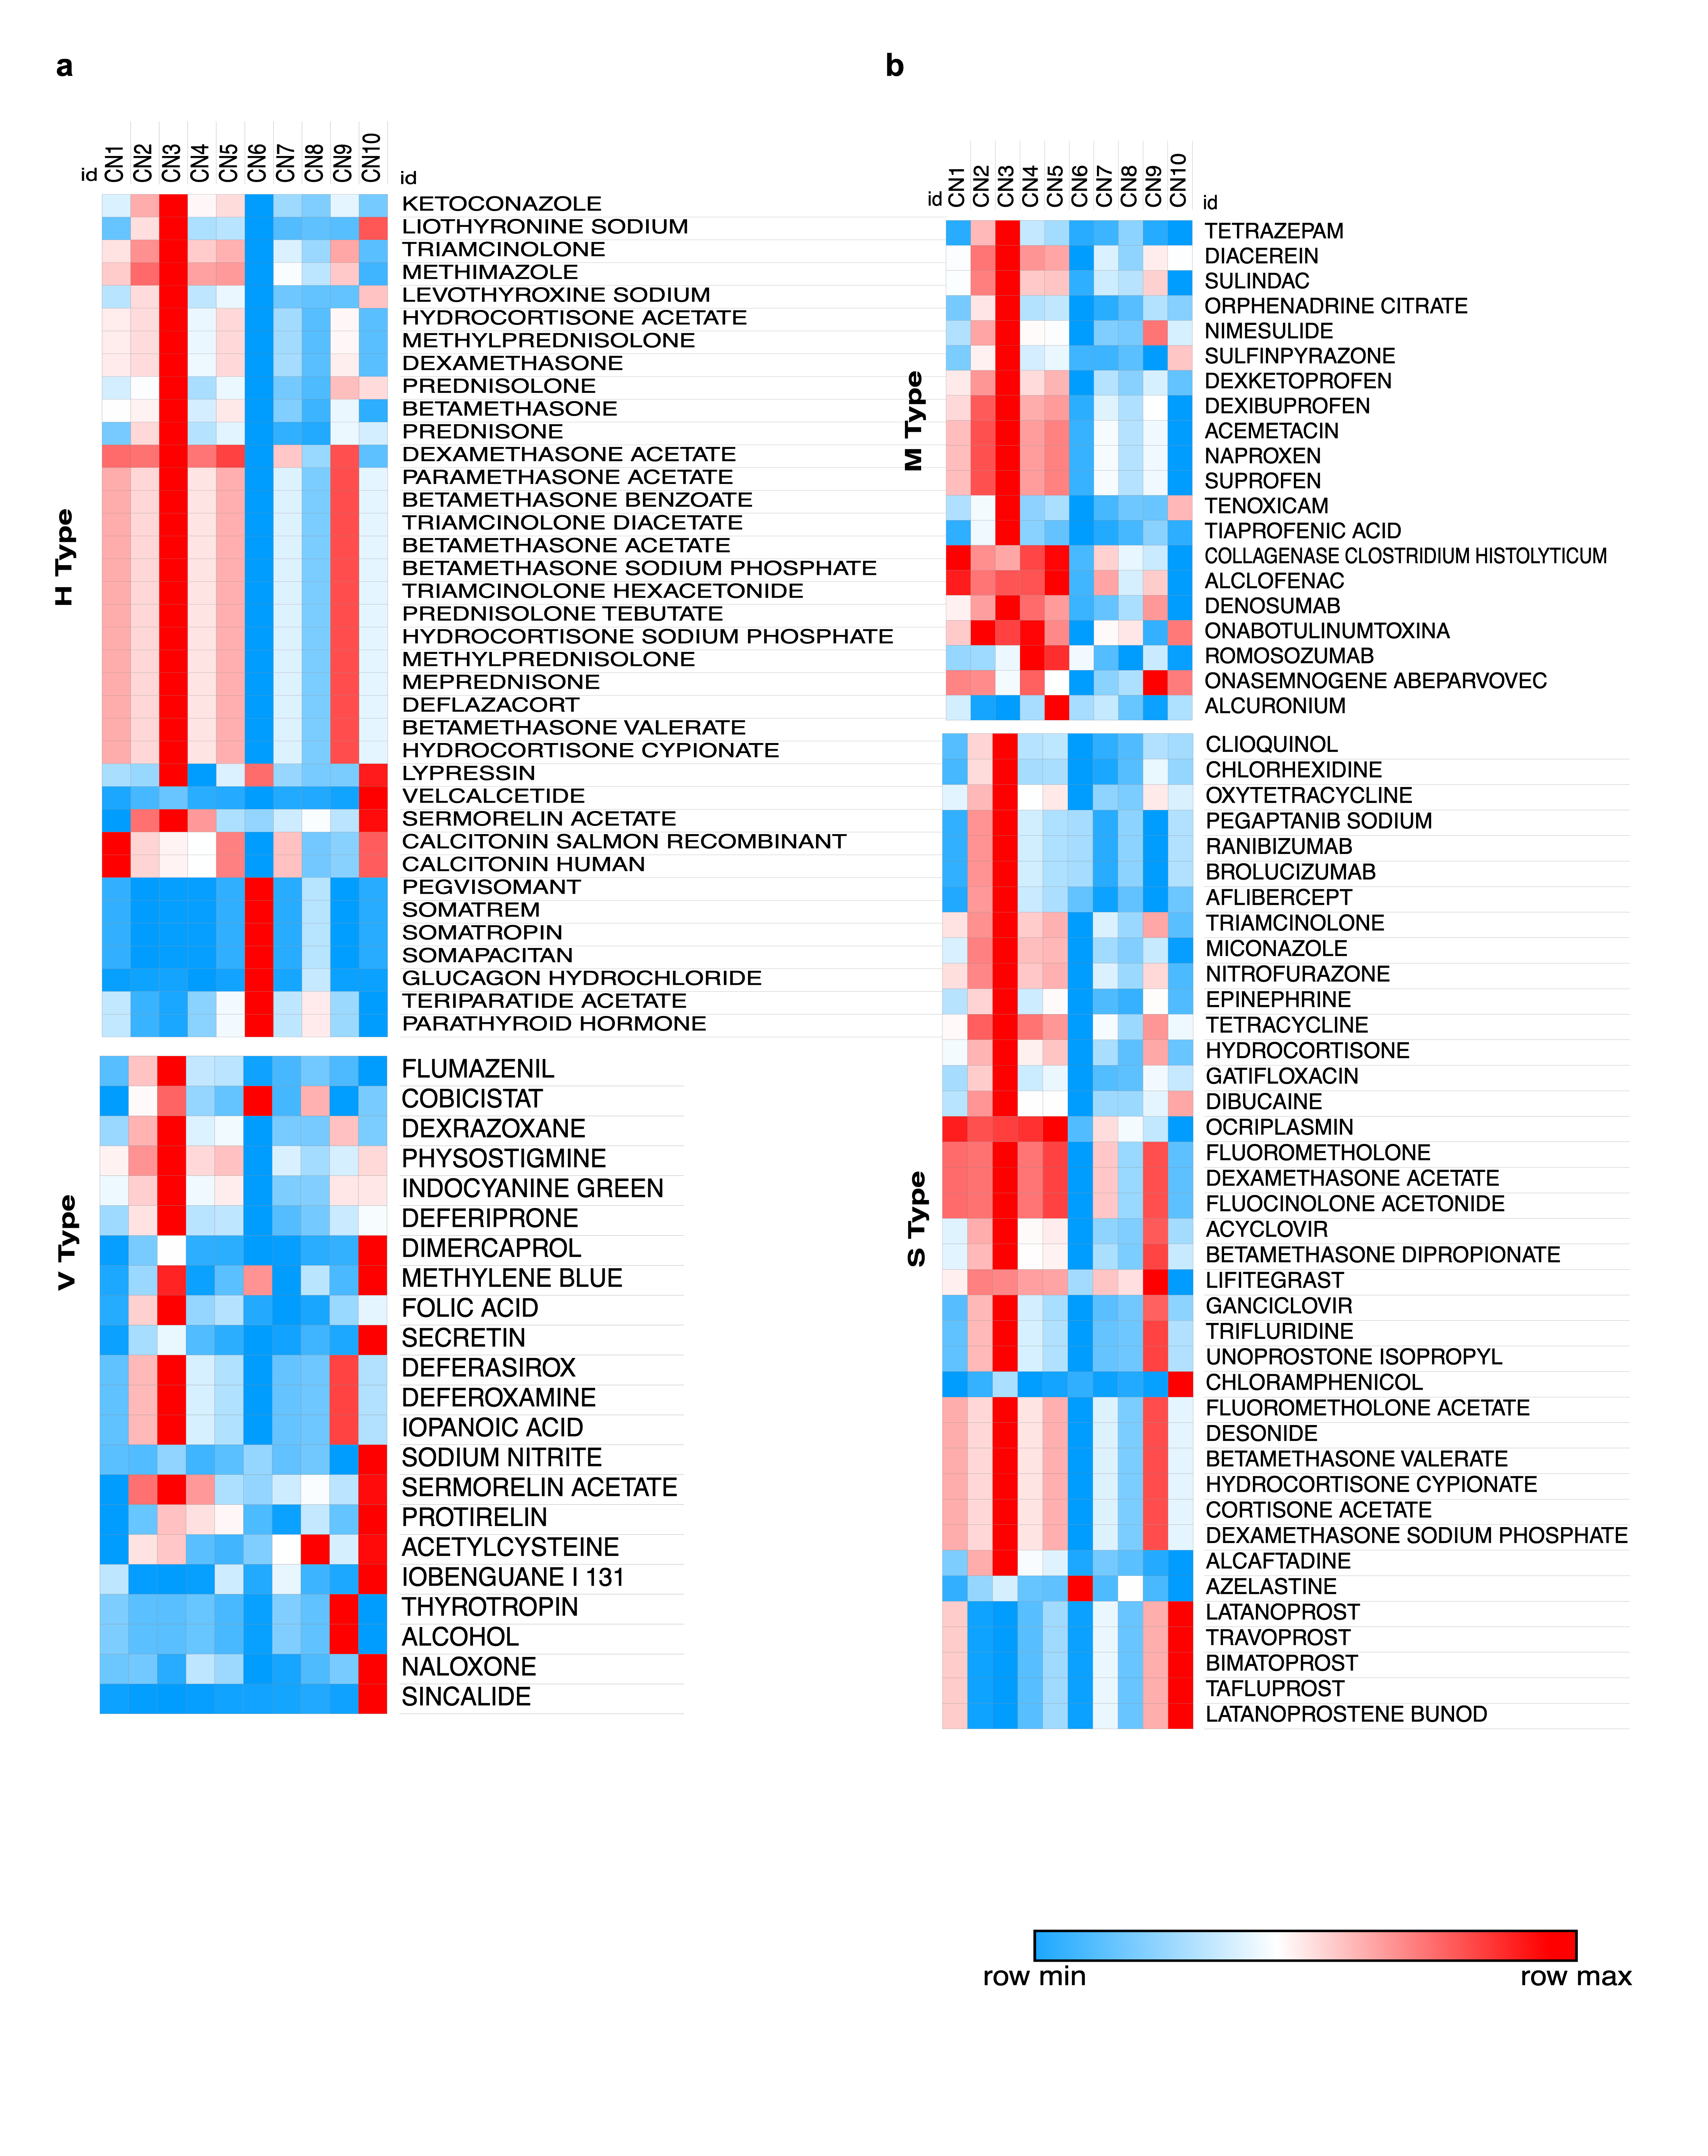 a
id
CN1
CN2
CN3
CN4
CN5
CN6
CN7
CN8
CN9
CN10
id
H Type
KETOCONAZOLE
LIOTHYRONINE SODIUM
TRIAMCINOLONE
METHIMAZOLE
LEVOTHYROXINE SODIUM
HYDROCORTISONE ACETATE
METHYLPREDNISOLONE
DEXAMETHASONE
PREDNISOLONE
BETAMETHASONE
PREDNISONE
DEXAMETHASONE ACETATE
PARAMETHASONE ACETATE
BETAMETHASONE BENZOATE
TRIAMCINOLONE DIACETATE
BETAMETHASONE ACETATE
BETAMETHASONE SODIUM PHOSPHATE
TRIAMCINOLONE HEXACETONIDE
PREDNISOLONE TEBUTATE
HYDROCORTISONE SODIUM PHOSPHATE
METHYLPREDNISOLONE
MEPREDNISONE
DEFLAZACORT
BETAMETHASONE VALERATE
HYDROCORTISONE CYPIONATE
LYPRESSIN
VELCALCETIDE
SERMORELIN ACETATE
CALCITONIN SALMON RECOMBINANT
CALCITONIN HUMAN
PEGVISOMANT
SOMATREM
SOMATROPIN
SOMAPACITAN
GLUCAGON HYDROCHLORIDE
TERIPARATIDE ACETATE
PARATHYROID HORMONE
V Type
FLUMAZENIL
COBICISTAT
DEXRAZOXANE
PHYSOSTIGMINE
INDOCYANINE GREEN
DEFERIPRONE
DIMERCAPROL
METHYLENE BLUE
FOLIC ACID
SECRETIN
DEFERASIROX
DEFEROXAMINE
IOPANOIC ACID
SODIUM NITRITE
SERMORELIN ACETATE
PROTIRELIN
ACETYLCYSTEINE
IOBENGUANE I 131
THYROTROPIN
ALCOHOL
NALOXONE
SINCALIDE
b
id
CN1
CN2
CN3
CN4
CN5
CN6
CN7
CN8
CN9
CN10
id
M Type
TETRAZEPAM
DIACEREIN
SULINDAC
ORPHENADRINE CITRATE
NIMESULIDE
SULFINPYRAZONE
DEXKETOPROFEN
DEXIBUPROFEN
ACEMETACIN
NAPROXEN
SUPROFEN
TENOXICAM
TIAPROFENIC ACID
COLLAGENASE CLOSTRIDIUM HISTOLYTICUM
ALCLOFENAC
DENOSUMAB
ONABOTULINUMTOXINA
ROMOSOZUMAB
ONASEMNOGENE ABEPARVOVEC
ALCURONIUM
S Type
CLIOQUINOL
CHLORHEXIDINE
OXYTETRACYCLINE
PEGAPTANIB SODIUM
RANIBIZUMAB
BROLUCIZUMAB
AFLIBERCEPT
TRIAMCINOLONE
MICONAZOLE
NITROFURAZONE
EPINEPHRINE
TETRACYCLINE
HYDROCORTISONE
GATIFLOXACIN
DIBUCAINE
OCRIPLASMIN
FLUOROMETHOLONE
DEXAMETHASONE ACETATE
FLUOCINOLONE ACETONIDE
ACYCLOVIR
BETAMETHASONE DIPROPIONATE
LIFITEGRAST
GANCICLOVIR
TRIFLURIDINE
UNOPROSTONE ISOPROPYL
CHLORAMPHENICOL
FLUOROMETHOLONE ACETATE
DESONIDE
BETAMETHASONE VALERATE
HYDROCORTISONE CYPIONATE
CORTISONE ACETATE
DEXAMETHASONE SODIUM PHOSPHATE
ALCAFTADINE
AZELASTINE
LATANOPROST
TRAVOPROST
BIMATOPROST
TAFLUPROST
LATANOPROSTENE BUNOD
row min
row max